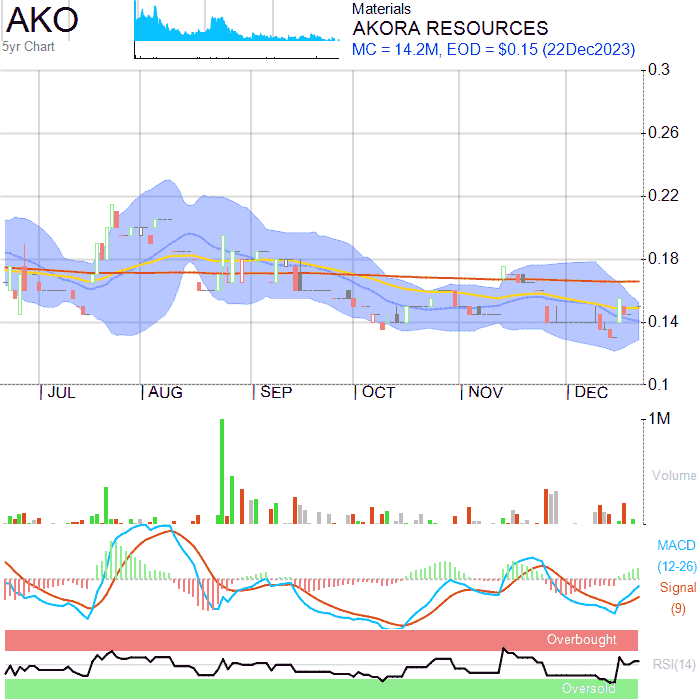 AKO
5yr Chart
Materials
AKORA RESOURCES
MC = 14.2M, EOD = $0.15 (22Dec2023)
0.3
0.26
0.22
0.18
0.14
0.1
JUL AUG SEP OCT NOV DEC
1M
Volume
MACD
(12-26)
Signal
(9)
Overbought
RSI(14)
Oversold